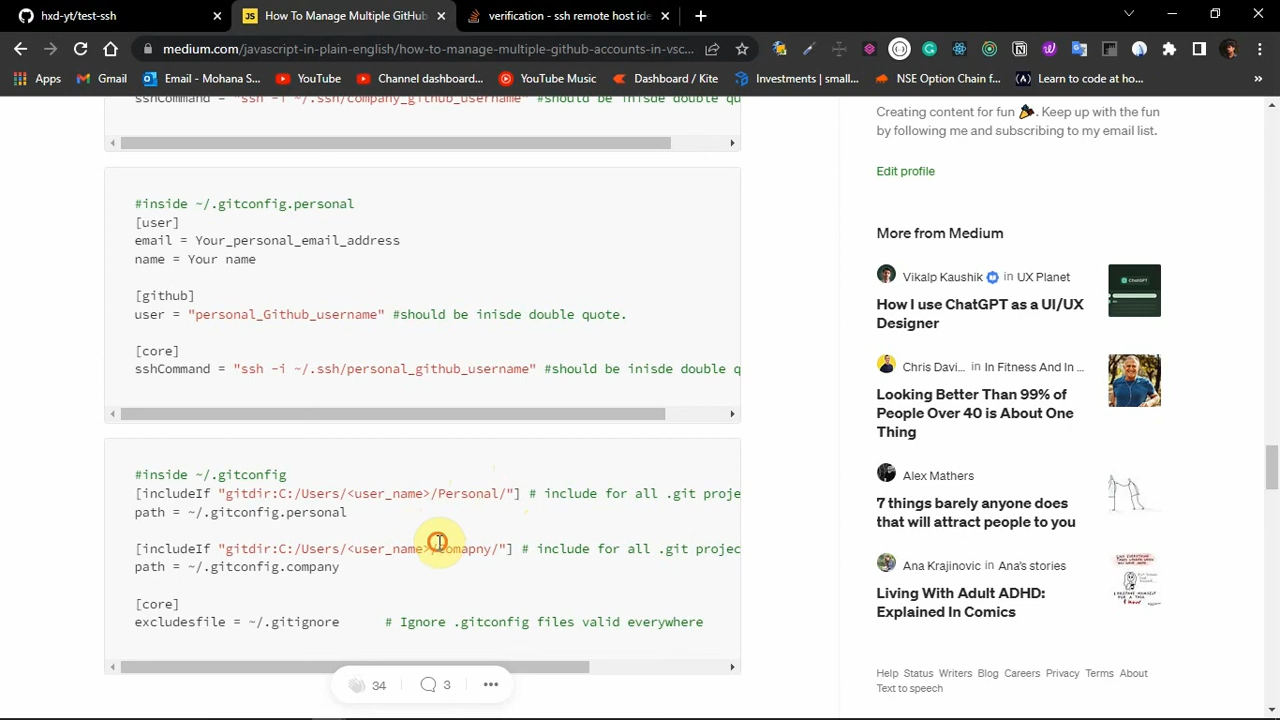 hxd-yt/test-ssh
How To Manage Multiple GitHub
verification - ssh remote host ide
medium.com/javascript-in-plain-english/how-to-manage-multiple-github-accounts-in-vsc...
Apps
Gmail
Email - Mohana S...
YouTube
Channel dashboard...
YouTube Music
Dashboard / Kite
Investments | small...
NSE Option Chain f...
Learn to code at ho...
»
sshCommand = "ssh -i ~/.ssh/company_github_username" #should be inisde double qu
#inside ~/.gitconfig.personal
[user]
email = Your_personal_email_address
name = Your name
[github]
user = "personal_Github_username" #should be inisde double quote.
[core]
sshCommand = "ssh -i ~/.ssh/personal_github_username" #should be inisde double q
#inside ~/.gitconfig
[includeIf "gitdir:C:/Users/<user_name>/Personal/"] # include for all .git proje
path = ~/.gitconfig.personal
[includeIf "gitdir:C:/Users/<user_name>/Comapny/"] # include for all .git projec
path = ~/.gitconfig.company
[core]
excludesfile = ~/.gitignore # Ignore .gitconfig files valid everywhere
34
3
Creating content for fun 🎉. Keep up with the fun
by following me and subscribing to my email list.
Edit profile
More from Medium
Vikalp Kaushik in UX Planet
How I use ChatGPT as a UI/UX
Designer
Chris Davi... in In Fitness And In ...
Looking Better Than 99% of
People Over 40 is About One
Thing
Alex Mathers
7 things barely anyone does
that will attract people to you
Ana Krajinovic in Ana's stories
Living With Adult ADHD:
Explained In Comics
Help Status Writers Blog Careers Privacy Terms About
Text to speech